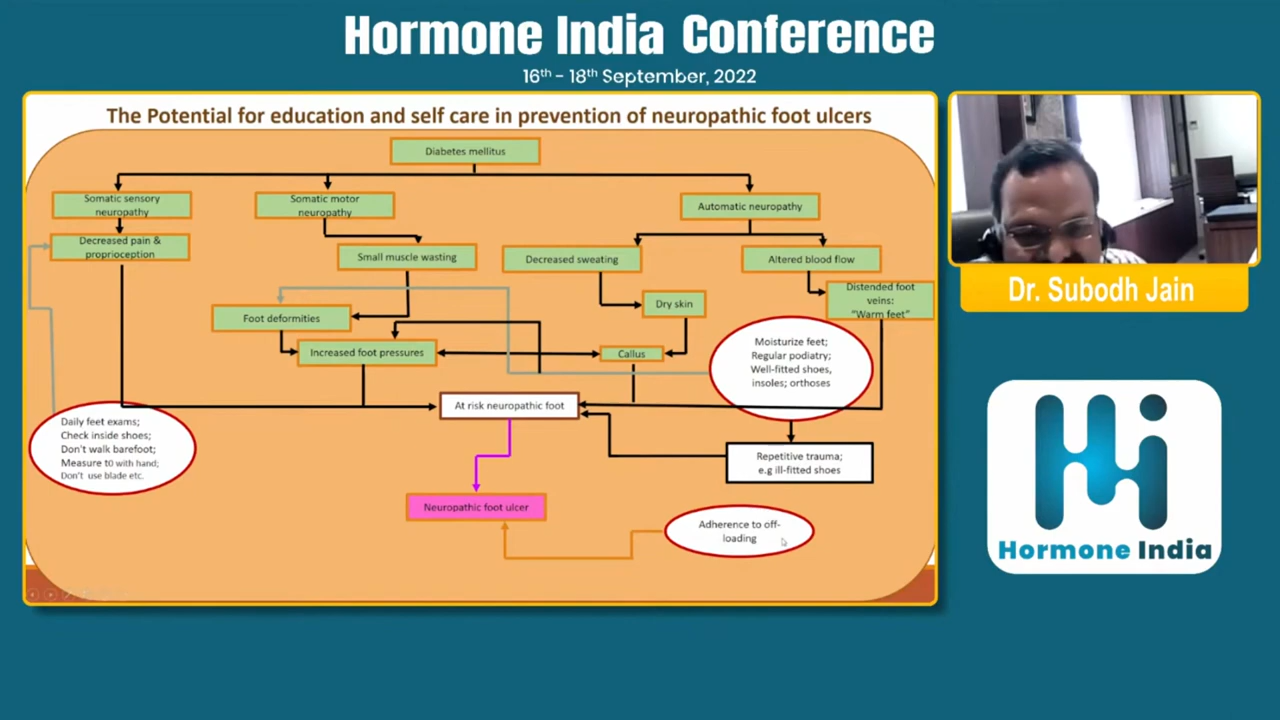 Hormone India Conference
16th - 18th September, 2022
The Potential for education and self care in prevention of neuropathic foot ulcers
Diabetes mellitus
Somatic sensory
neuropathy
Somatic motor
neuropathy
Automatic neuropathy
Decreased pain &
proprioception
Small muscle wasting
Decreased sweating
Altered blood flow
Foot deformities
Dry skin
Distended foot
veins:
"Warm feet"
Increased foot pressures
Callus
Moisturize feet;
Regular podiatry;
Well-fitted shoes,
insoles; orthoses
At risk neuropathic foot
Daily feet exams;
Check inside shoes;
Don't walk barefoot;
Measure t0 with hand;
Don't use blade etc.
Repetitive trauma;
e.g ill-fitted shoes
Neuropathic foot ulcer
Adherence to off-
loading
Dr. Subodh Jain
Hi
Hormone India